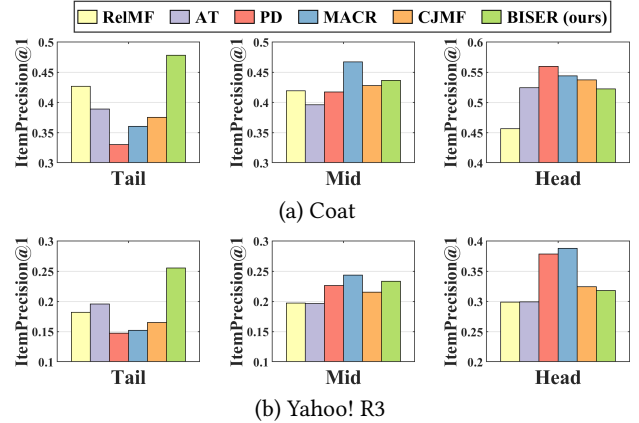 RelMF AT PD MACR CJMF BISER (ours)
ItemPrecision@1
0.5
0.45
0.4
0.35
0.3
Tail
ItemPrecision@1
0.5
0.45
0.4
0.35
0.3
Mid
ItemPrecision@1
0.6
0.55
0.5
0.45
0.4
Head
(a) Coat
ItemPrecision@1
0.3
0.25
0.2
0.15
0.1
Tail
ItemPrecision@1
0.3
0.25
0.2
0.15
0.1
Mid
ItemPrecision@1
0.4
0.3
0.2
Head
(b) Yahoo! R3